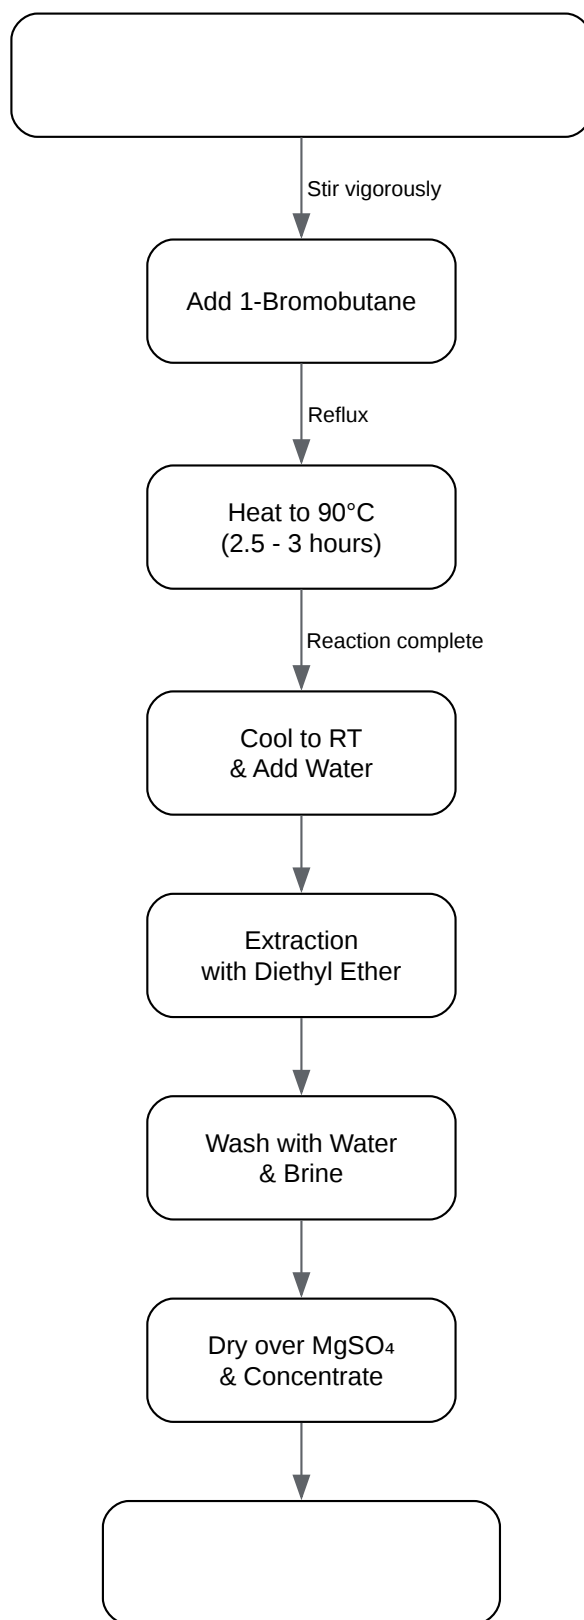 Stir vigorously
Add 1-Bromobutane
Reflux
Heat to 90°C
(2.5 - 3 hours)
Reaction complete
Cool to RT
& Add Water
Extraction
with Diethyl Ether
Wash with Water
& Brine
Dry over MgSO₄
& Concentrate